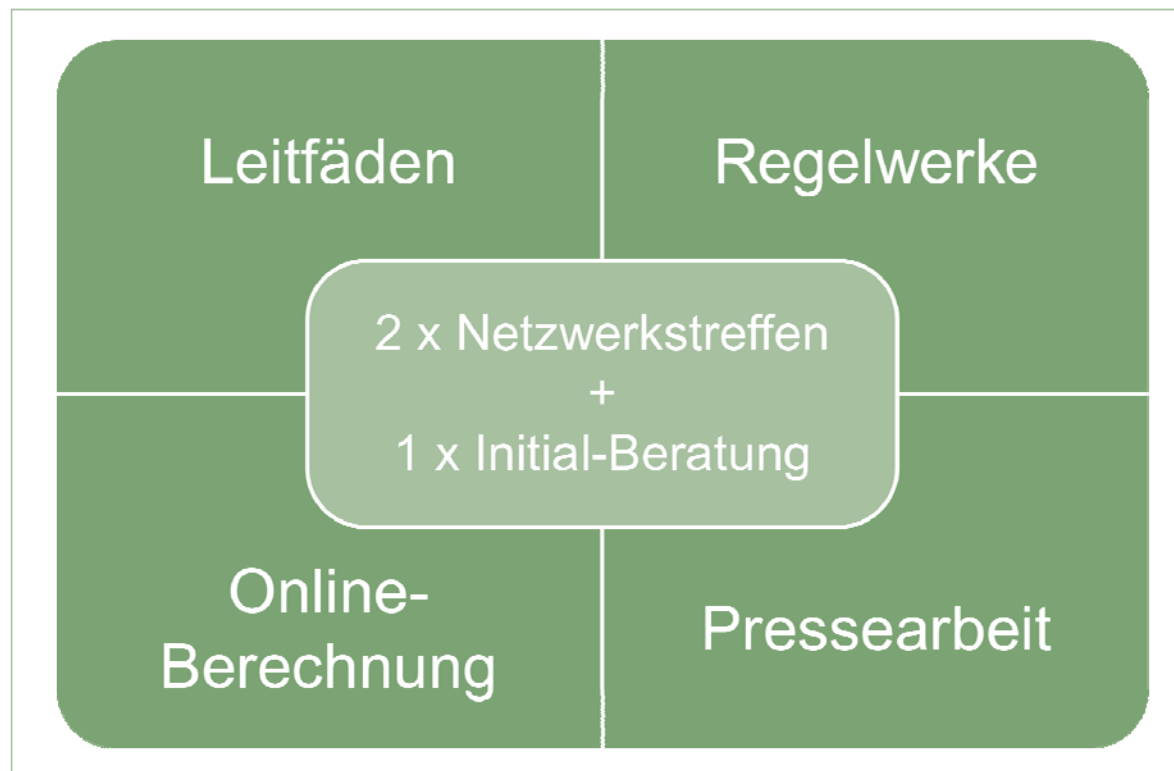 Leitfäden
Regelwerke
2 x Netzwerkstreffen
+
1 x Initial-Beratung
Online-
Berechnung
Pressearbeit